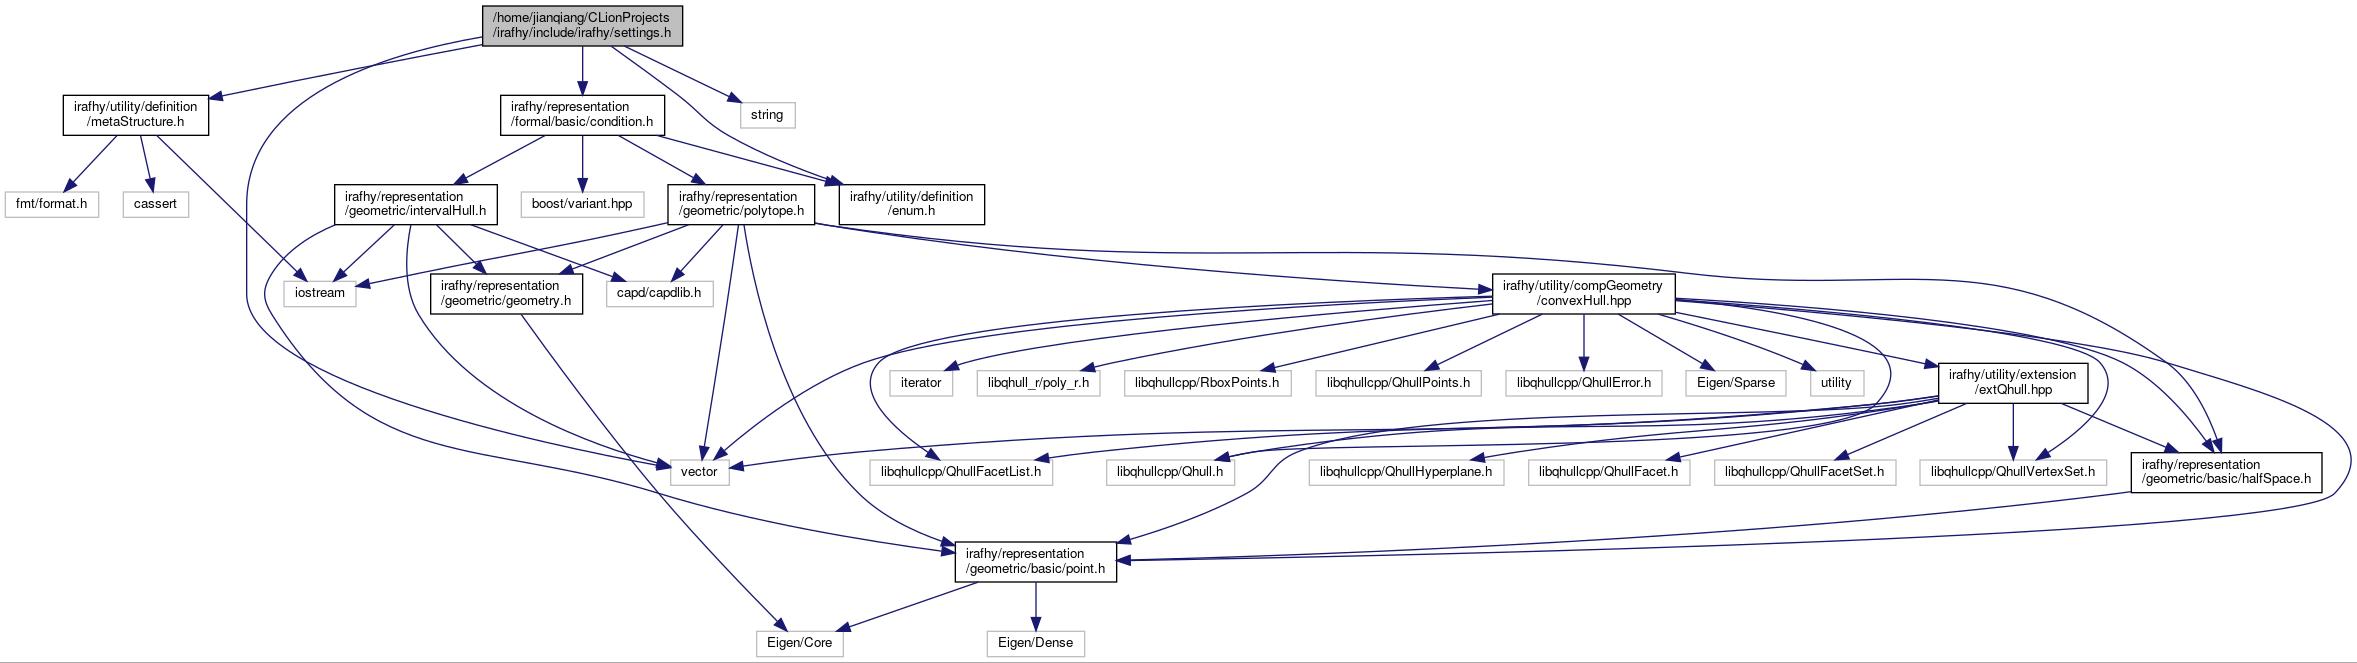 /home/jianqiang/CLionProjects
/irafhy/include/irafhy/settings.h
irafhy/utility/definition
/metaStructure.h
irafhy/representation
/formal/basic/condition.h
string
fmt/format.h
cassert
irafhy/representation
/geometric/intervalHull.h
boost/variant.hpp
irafhy/representation
/geometric/polytope.h
irafhy/utility/definition
/enum.h
iostream
irafhy/representation
/geometric/geometry.h
capd/capdlib.h
irafhy/utility/compGeometry
/convexHull.hpp
iterator
libqhull_r/poly_r.h
libqhullcpp/RboxPoints.h
libqhullcpp/QhullPoints.h
libqhullcpp/QhullError.h
Eigen/Sparse
utility
irafhy/utility/extension
/extQhull.hpp
vector
libqhullcpp/QhullFacetList.h
libqhullcpp/Qhull.h
libqhullcpp/QhullHyperplane.h
libqhullcpp/QhullFacet.h
libqhullcpp/QhullFacetSet.h
libqhullcpp/QhullVertexSet.h
irafhy/representation
/geometric/basic/halfSpace.h
irafhy/representation
/geometric/basic/point.h
Eigen/Core
Eigen/Dense